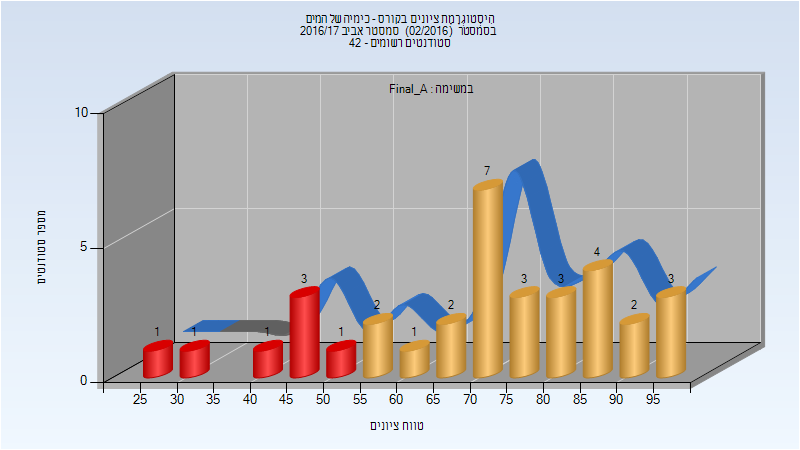 היסטוגרמת ציונים בקורס - כימיה של המים
בסמסטר (02/2016) סמסטר אביב 2016/17
סטודנטים רשומים - 42
במשימה : Final_A
10
5
0
מספר סטודנטים
1
1
1
3
1
2
1
2
7
3
3
4
2
3
25 30 35 40 45 50 55 60 65 70 75 80 85 90 95
טווח ציונים